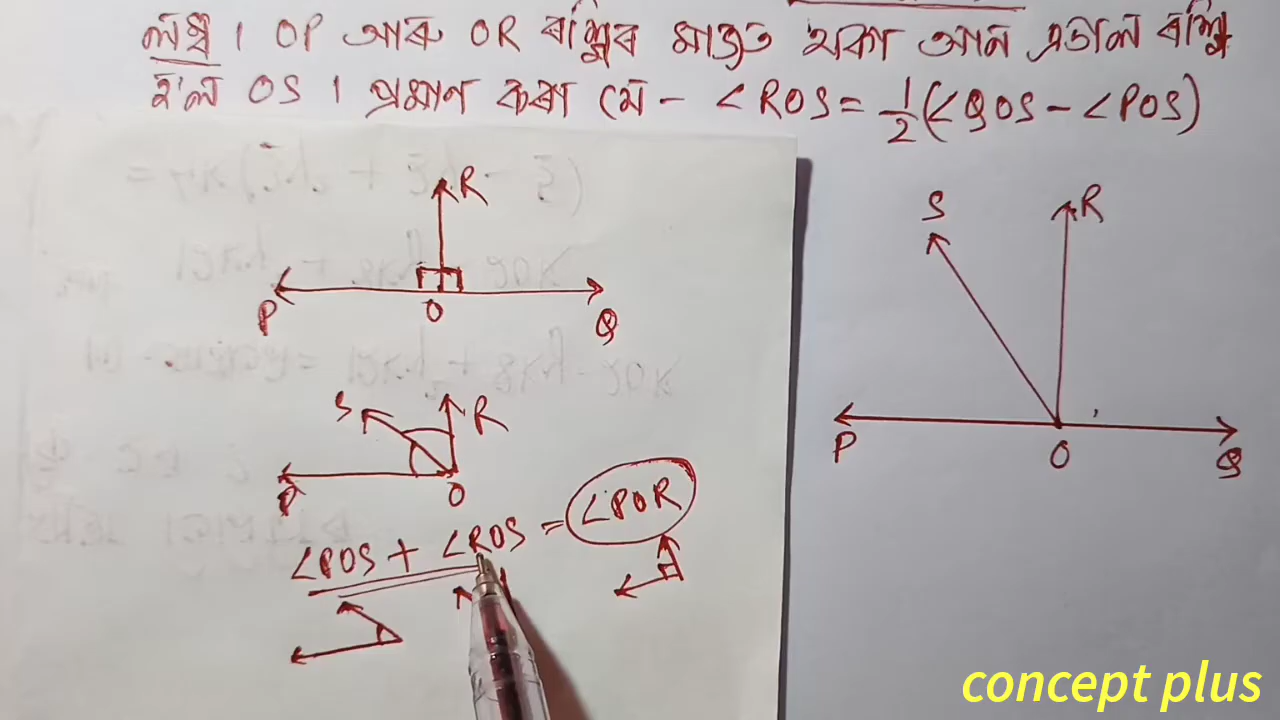 লম্ব। OP আৰু OR ৰশ্মিৰ মাজত থকা আন এডাল ৰশ্মি
হ'ল OS। প্ৰমাণ কৰা যে - ∠ROS = 1/2 (∠QOS - ∠POS)
R
P O Q
S R
P O
∠POS + ∠ROS = ∠POR
S R
P O Q
concept plus